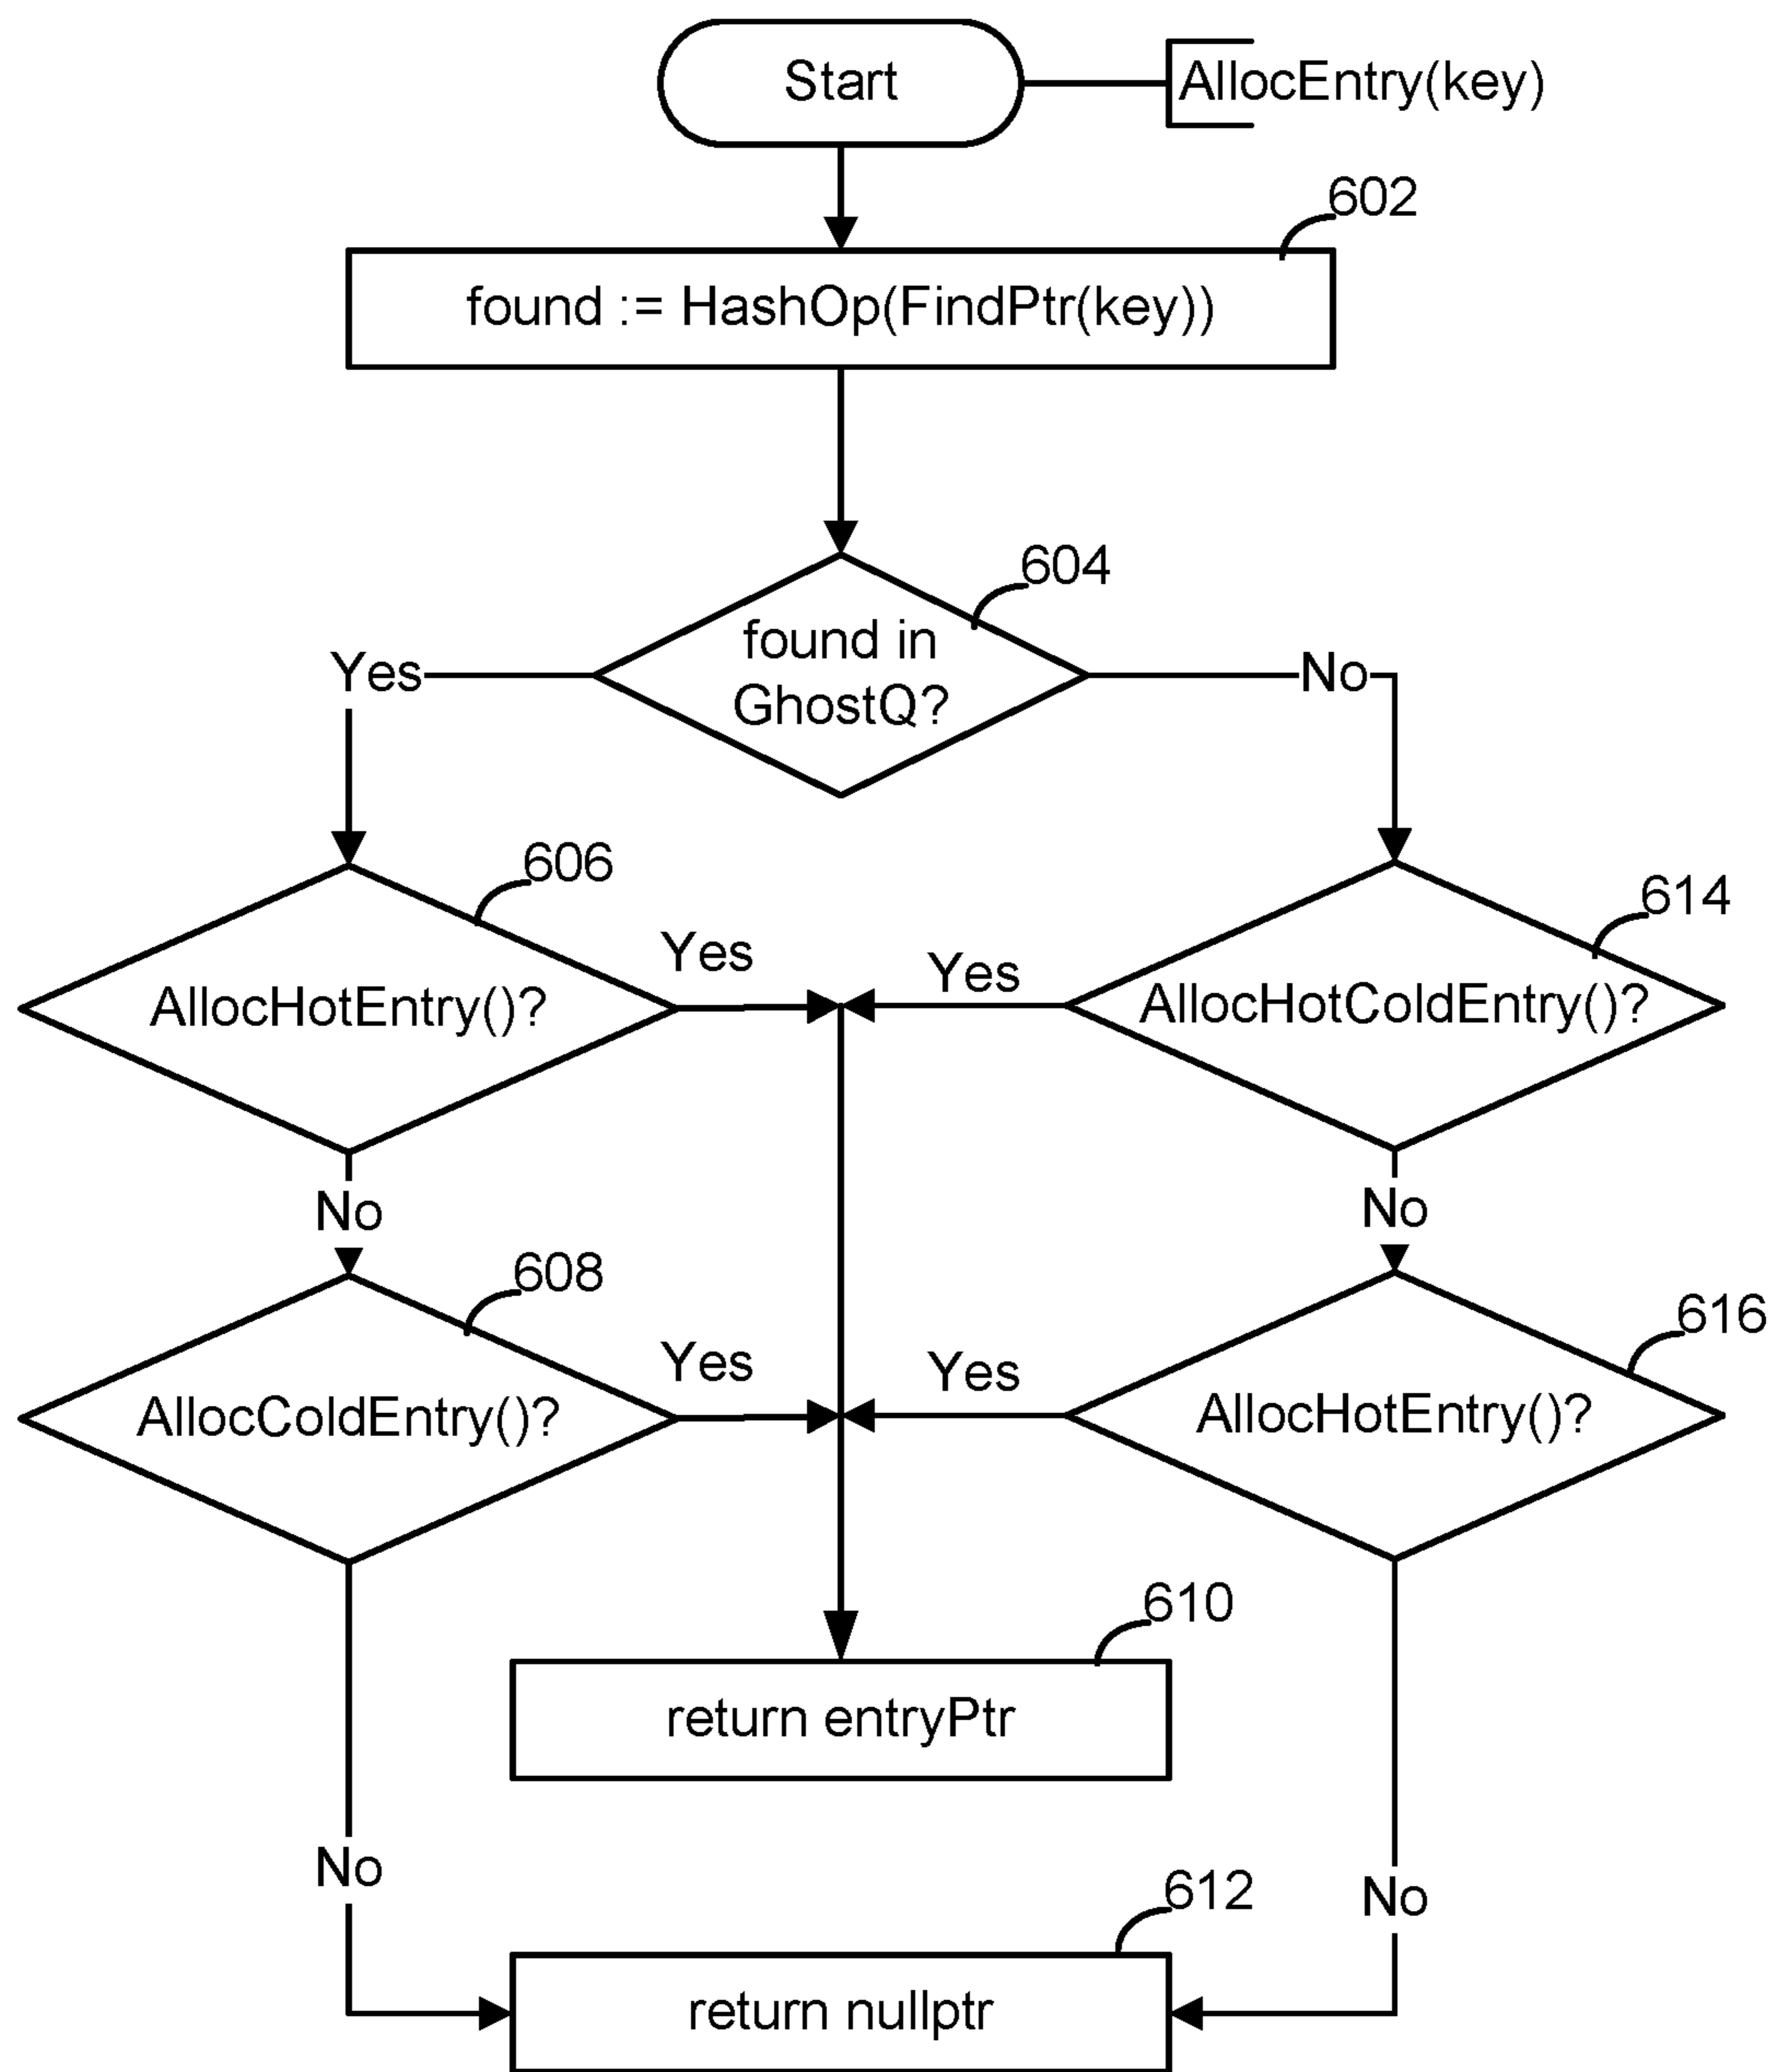 Start
AllocEntry(key)
602
found := HashOp(FindPtr(key))
604
found in
GhostQ?
Yes
No
606
AllocHotEntry()?
Yes
614
AllocHotColdEntry()?
Yes
No
No
608
AllocColdEntry()?
Yes
616
AllocHotEntry()?
Yes
610
return entryPtr
No
No
612
return nullptr